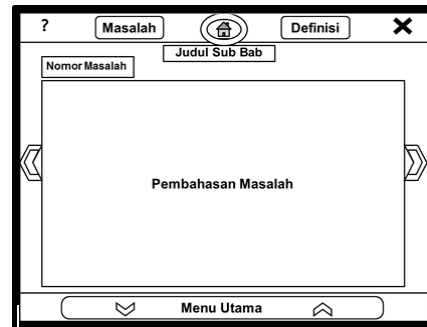 ? Masalah Definisi X
Judul Sub Bab
Nomor Masalah
Pembahasan Masalah
Menu Utama